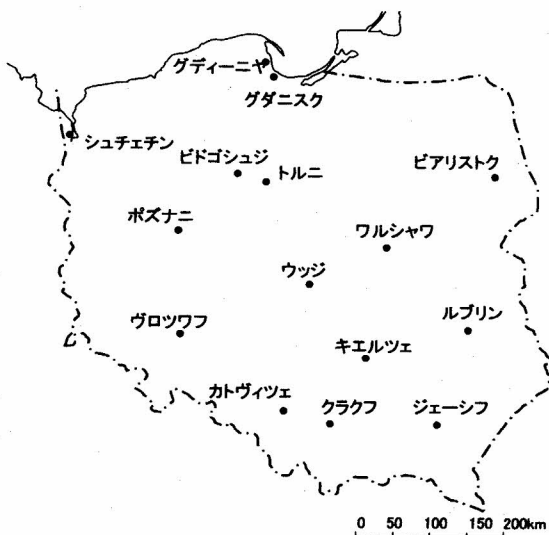 グディーニャ
グダニスク
シュチェチン
ビドゴシュジ
トルニ
ビアリストク
ポズナニ
ワルシャワ
ウッジ
ヴロツワフ
ルブリン
キエルツェ
カトヴィツェ
クラクフ
ジェーシフ
0 50 100 150 200km